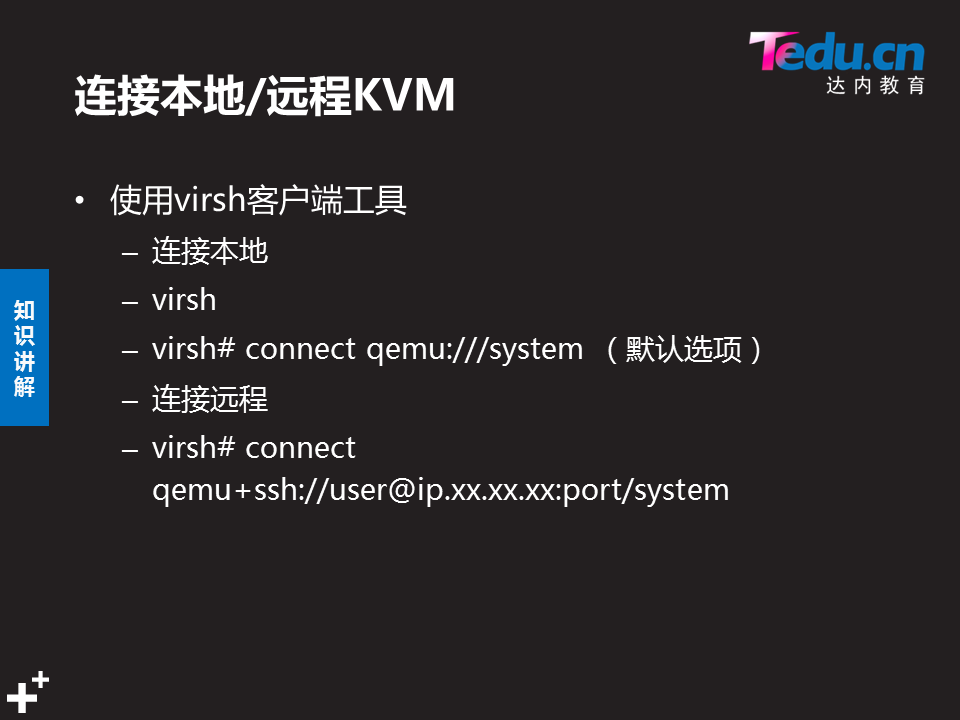 Tedu.cn
达内教育
连接本地/远程KVM
• 使用virsh客户端工具
– 连接本地
– virsh
– virsh# connect qemu:///system （默认选项）
– 连接远程
– virsh# connect
qemu+ssh://user@ip.xx.xx.xx:port/system
知
识
讲
解